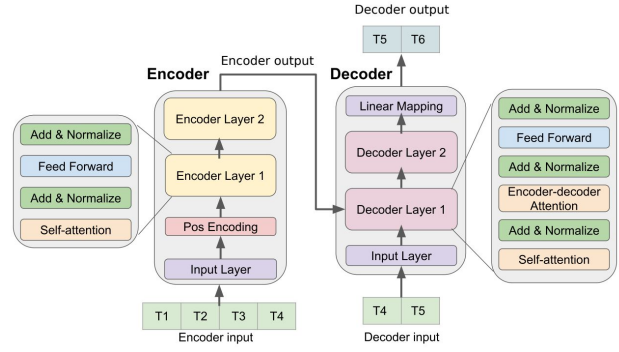 Decoder output
T5 T6
Encoder output
Encoder
Decoder
Encoder Layer 2
Encoder Layer 1
Pos Encoding
Input Layer
T1 T2 T3 T4
Encoder input
Add & Normalize
Feed Forward
Add & Normalize
Self-attention
Linear Mapping
Decoder Layer 2
Decoder Layer 1
Input Layer
T4 T5
Decoder input
Add & Normalize
Feed Forward
Add & Normalize
Encoder-decoder
Attention
Add & Normalize
Self-attention